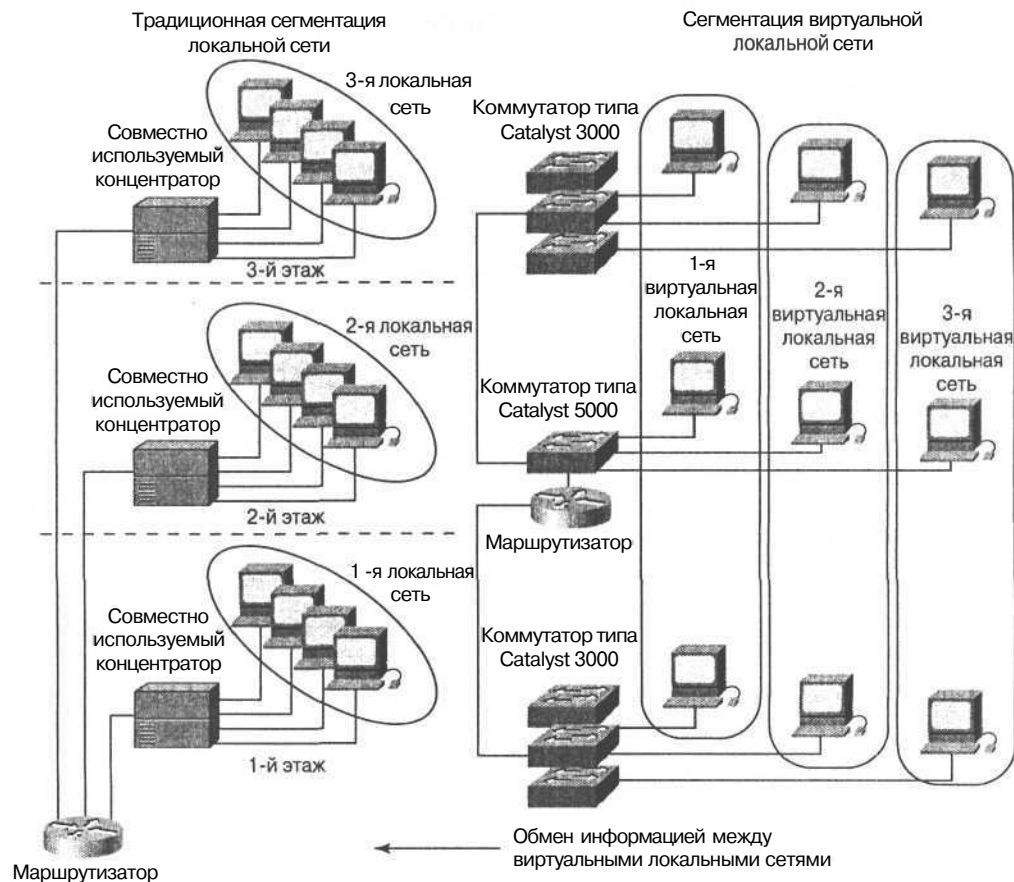 Традиционная сегментация
локальной сети
3-я локальная
сеть
Совместно
используемый
концентратор
3-й этаж
2-я локальная
сеть
Совместно
используемый
концентратор
2-й этаж
1 -я локальная
сеть
Совместно
используемый
концентратор
1-й этаж
Маршрутизатор
Сегментация виртуальной
локальной сети
Коммутатор типа
Catalyst 3000
1-я
виртуальная
локальная
сеть
2-я
виртуальная
локальная
сеть
3-я
виртуальная
локальная
сеть
Коммутатор типа
Catalyst 5000
Маршрутизатор
Коммутатор типа
Catalyst 3000
Обмен информацией между
виртуальными локальными сетями